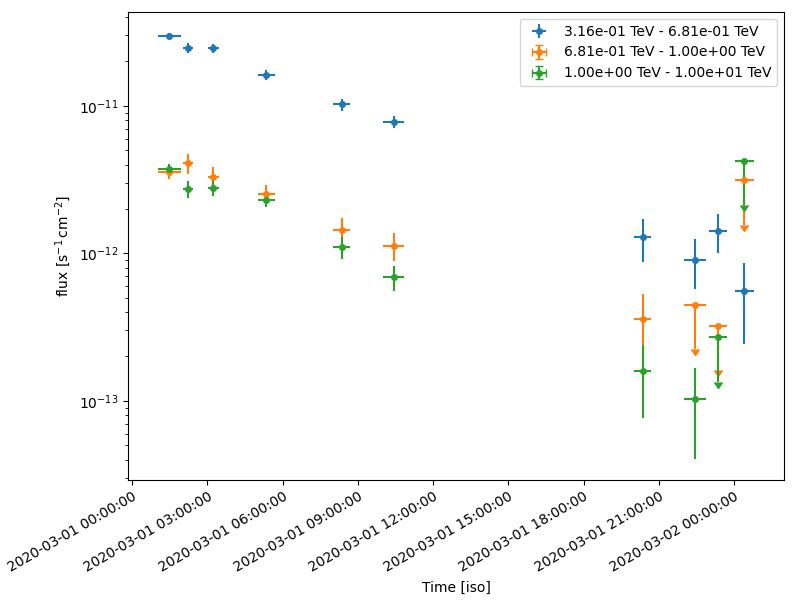 3.16e-01 TeV - 6.81e-01 TeV
6.81e-01 TeV - 1.00e+00 TeV
1.00e+00 TeV - 1.00e+01 TeV
flux [s⁻¹ cm⁻²]
10⁻¹¹
10⁻¹²
10⁻¹³
2020-03-01 00:00:00
2020-03-01 03:00:00
2020-03-01 06:00:00
2020-03-01 09:00:00
2020-03-01 12:00:00
2020-03-01 15:00:00
2020-03-01 18:00:00
2020-03-01 21:00:00
2020-03-02 00:00:00
Time [iso]